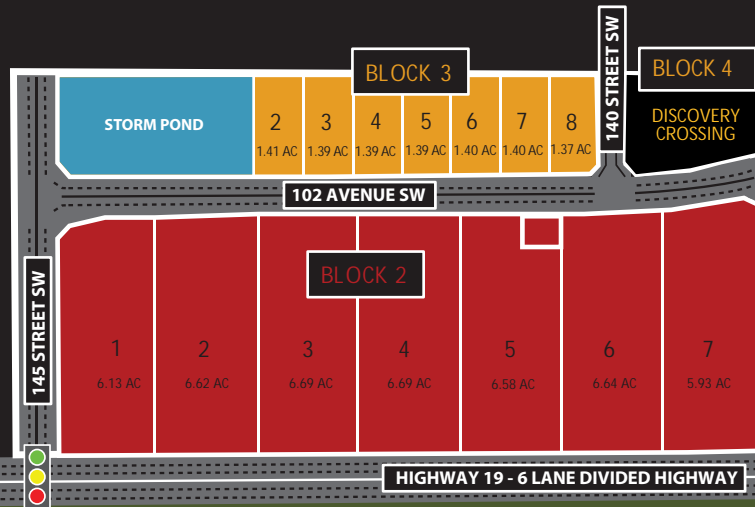 BLOCK 3
140 STREET SW
BLOCK 4
DISCOVERY
CROSSING
STORM POND
2
1.41 AC
3
1.39 AC
4
1.39 AC
5
1.39 AC
6
1.40 AC
7
1.40 AC
8
1.37 AC
102 AVENUE SW
145 STREET SW
BLOCK 2
1
6.13 AC
2
6.62 AC
3
6.69 AC
4
6.69 AC
5
6.58 AC
6
6.64 AC
7
5.93 AC
HIGHWAY 19 - 6 LANE DIVIDED HIGHWAY